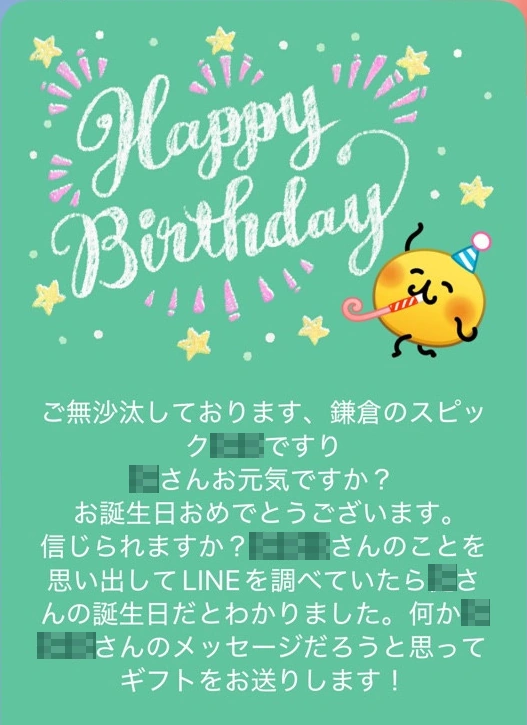 Happy
Birthday
ご無沙汰しております、鎌倉のスピッ
ク ですり
さんお元気ですか？
お誕生日おめでとうございます。
信じられますか？ さんのことを
思い出してLINEを調べていたら さ
んの誕生日だとわかりました。何か
さんのメッセージだろうと思って
ギフトをお送りします！